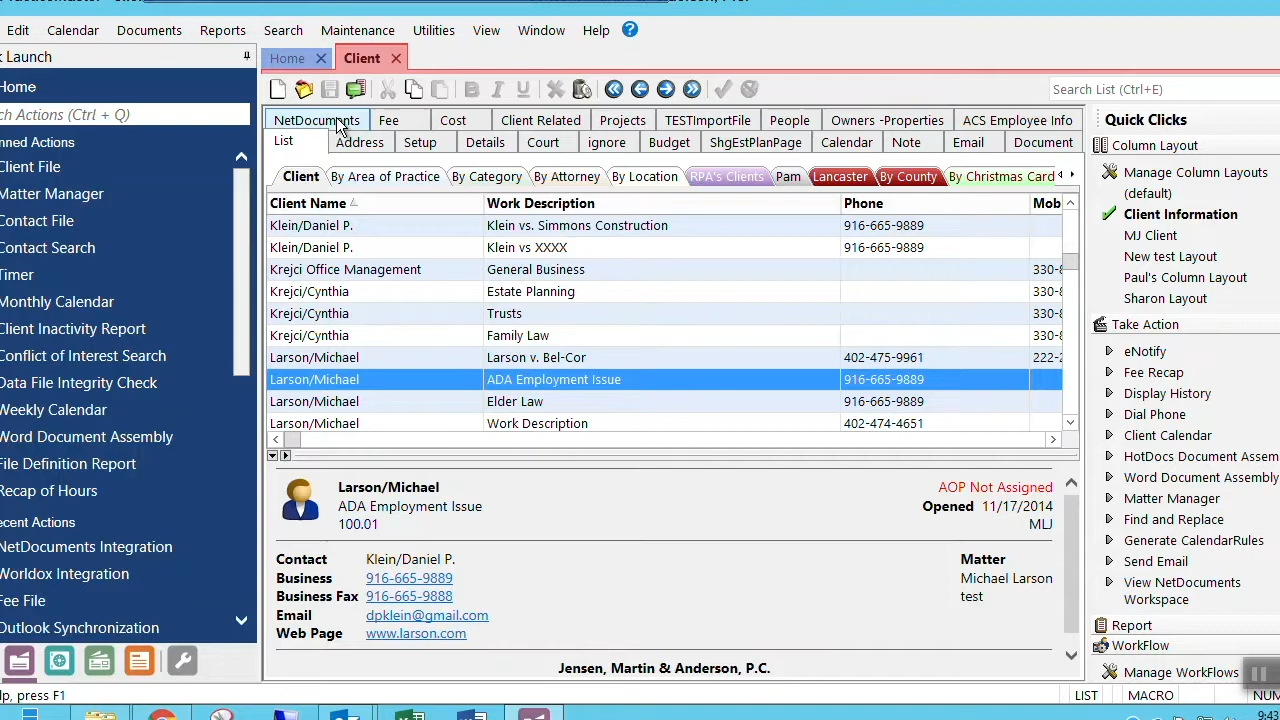 Edit Calendar Documents Reports Search Maintenance Utilities View Window Help ?
Launch
Home Client
Home
ch Actions (Ctrl + Q)
Search List (Ctrl+E)
nned Actions
Client File
Matter Manager
Contact File
Contact Search
Timer
Monthly Calendar
Client Inactivity Report
Conflict of Interest Search
Data File Integrity Check
Weekly Calendar
Word Document Assembly
File Definition Report
Recap of Hours
ecent Actions
NetDocuments Integration
Worldox Integration
Fee File
Outlook Synchronization
NetDocuments Fee Cost Client Related Projects TESTImportFile People Owners -Properties ACS Employee Info
List Address Setup Details Court ignore Budget ShgEstPlanPage Calendar Note Email Document
Client By Area of Practice By Category By Attorney By Location RPA's Clients Pam Lancaster By County By Christmas Card
Client Name Work Description Phone Mob
Klein/Daniel P. Klein vs. Simmons Construction 916-665-9889
Klein/Daniel P. Klein vs XXXX 916-665-9889
Krejci Office Management General Business 330-8
Krejci/Cynthia Estate Planning 330-8
Krejci/Cynthia Trusts 330-8
Krejci/Cynthia Family Law 330-8
Larson/Michael Larson v. Bel-Cor 402-475-9961 222-2
Larson/Michael ADA Employment Issue 916-665-9889
Larson/Michael Elder Law 916-665-9889
Larson/Michael Work Description 402-474-4651
Larson/Michael AOP Not Assigned
ADA Employment Issue Opened 11/17/2014
100.01 MLJ
Contact Klein/Daniel P. Matter
Business 916-665-9889 Michael Larson
Business Fax 916-665-9888 test
Email dpklein@gmail.com
Web Page www.larson.com
Jensen, Martin & Anderson, P.C.
Quick Clicks
Column Layout
Manage Column Layouts
(default)
Client Information
MJ Client
New test Layout
Paul's Column Layout
Sharon Layout
Take Action
eNotify
Fee Recap
Display History
Dial Phone
Client Calendar
HotDocs Document Assem
Word Document Assembly
Matter Manager
Find and Replace
Generate CalendarRules
Send Email
View NetDocuments
Workspace
Report
WorkFlow
Manage WorkFlows
lp, press F1 LIST MACRO NUM
9:43